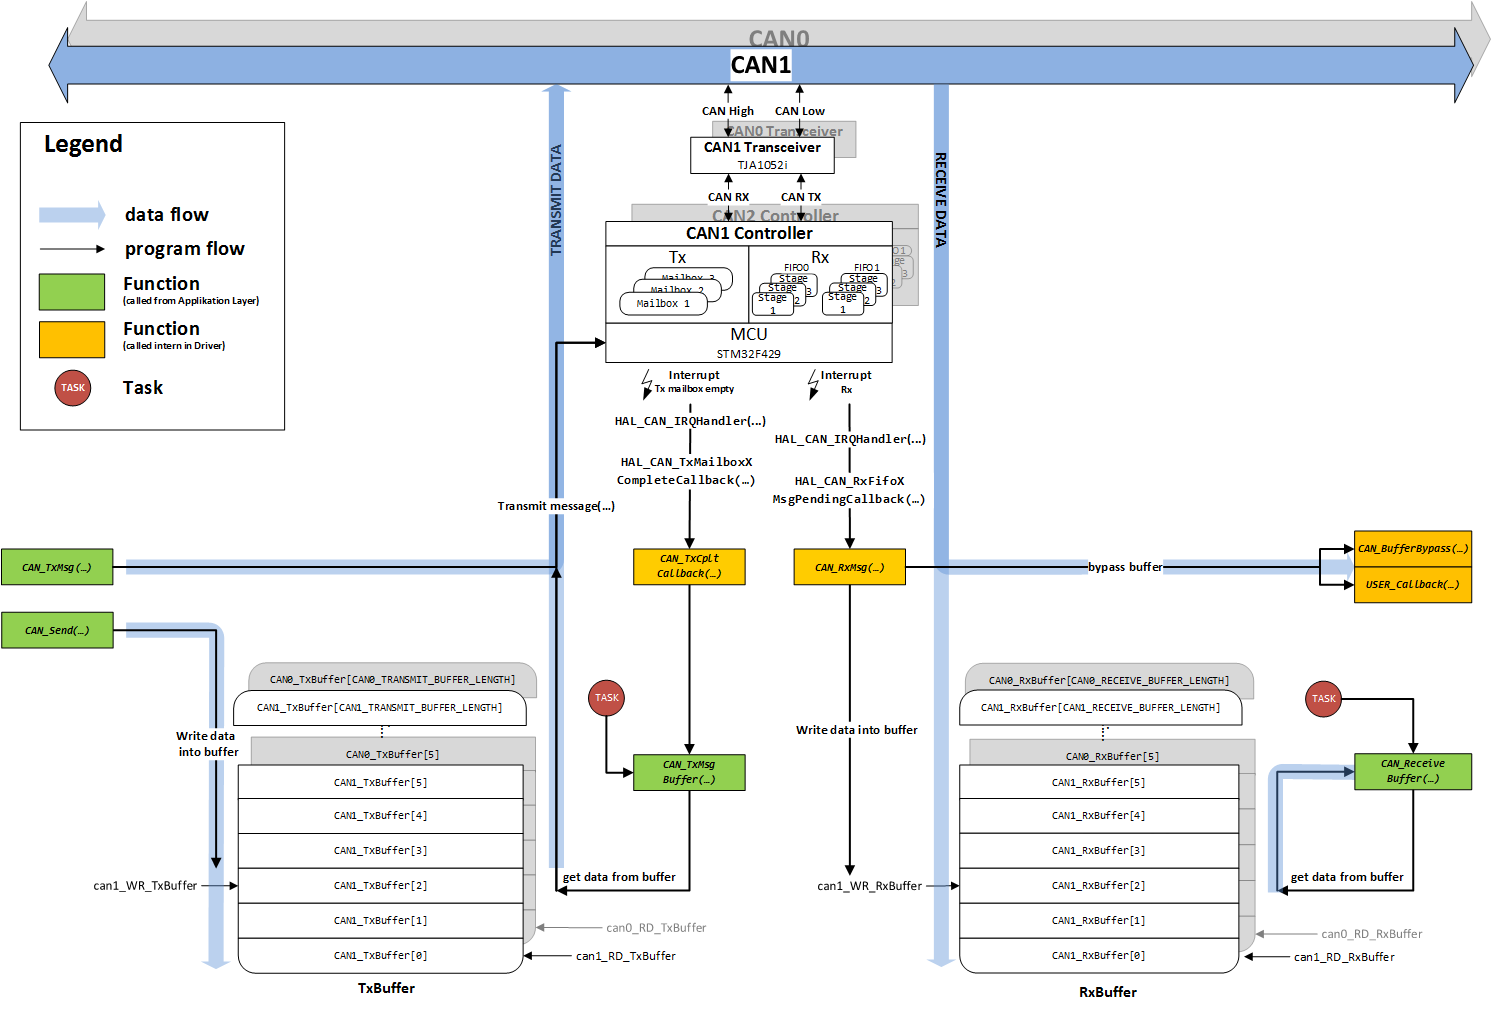 CAN0
CAN1
CAN High
CAN Low
CAN0 Transceiver
CAN1 Transceiver
TJA1052i
CAN RX
CAN TX
CAN2 Controller
CAN1 Controller
Tx
Mailbox 3
Mailbox 2
Mailbox 1
Rx
FIFO0
Stage
3
Stage
2
Stage
1
FIFO1
Stage
3
Stage
2
Stage
1
MCU
STM32F429
Legend
data flow
program flow
Function
(called from Applikation Layer)
Function
(called intern in Driver)
TASK
Task
TRANSMIT DATA
RECEIVE DATA
Interrupt
Tx mailbox empty
Interrupt
Rx
HAL_CAN_IRQHandler(...)
HAL_CAN_IRQHandler(...)
HAL_CAN_TxMailboxX
CompleteCallback(…)
HAL_CAN_RxFifoX
MsgPendingCallback(…)
Transmit message(...)
CAN_TxMsg(…)
CAN_TxCplt
Callback(…)
CAN_RxMsg(…)
bypass buffer
CAN_BufferBypass(…)
USER_Callback(…)
CAN_Send(…)
CAN0_TxBuffer[CAN0_TRANSMIT_BUFFER_LENGTH]
CAN1_TxBuffer[CAN1_TRANSMIT_BUFFER_LENGTH]
Write data
into buffer
CAN0_TxBuffer[5]
CAN1_TxBuffer[5]
CAN1_TxBuffer[4]
CAN1_TxBuffer[3]
CAN1_TxBuffer[2]
CAN1_TxBuffer[1]
CAN1_TxBuffer[0]
can1_WR_TxBuffer
can0_RD_TxBuffer
can1_RD_TxBuffer
TxBuffer
TASK
CAN_TxMsg
Buffer(…)
get data from buffer
Write data into buffer
CAN0_RxBuffer[CAN0_RECEIVE_BUFFER_LENGTH]
CAN1_RxBuffer[CAN1_RECEIVE_BUFFER_LENGTH]
CAN0_RxBuffer[5]
CAN1_RxBuffer[5]
CAN1_RxBuffer[4]
CAN1_RxBuffer[3]
CAN1_RxBuffer[2]
CAN1_RxBuffer[1]
CAN1_RxBuffer[0]
can1_WR_RxBuffer
can0_RD_RxBuffer
can1_RD_RxBuffer
RxBuffer
TASK
CAN_Receive
Buffer(…)
get data from buffer